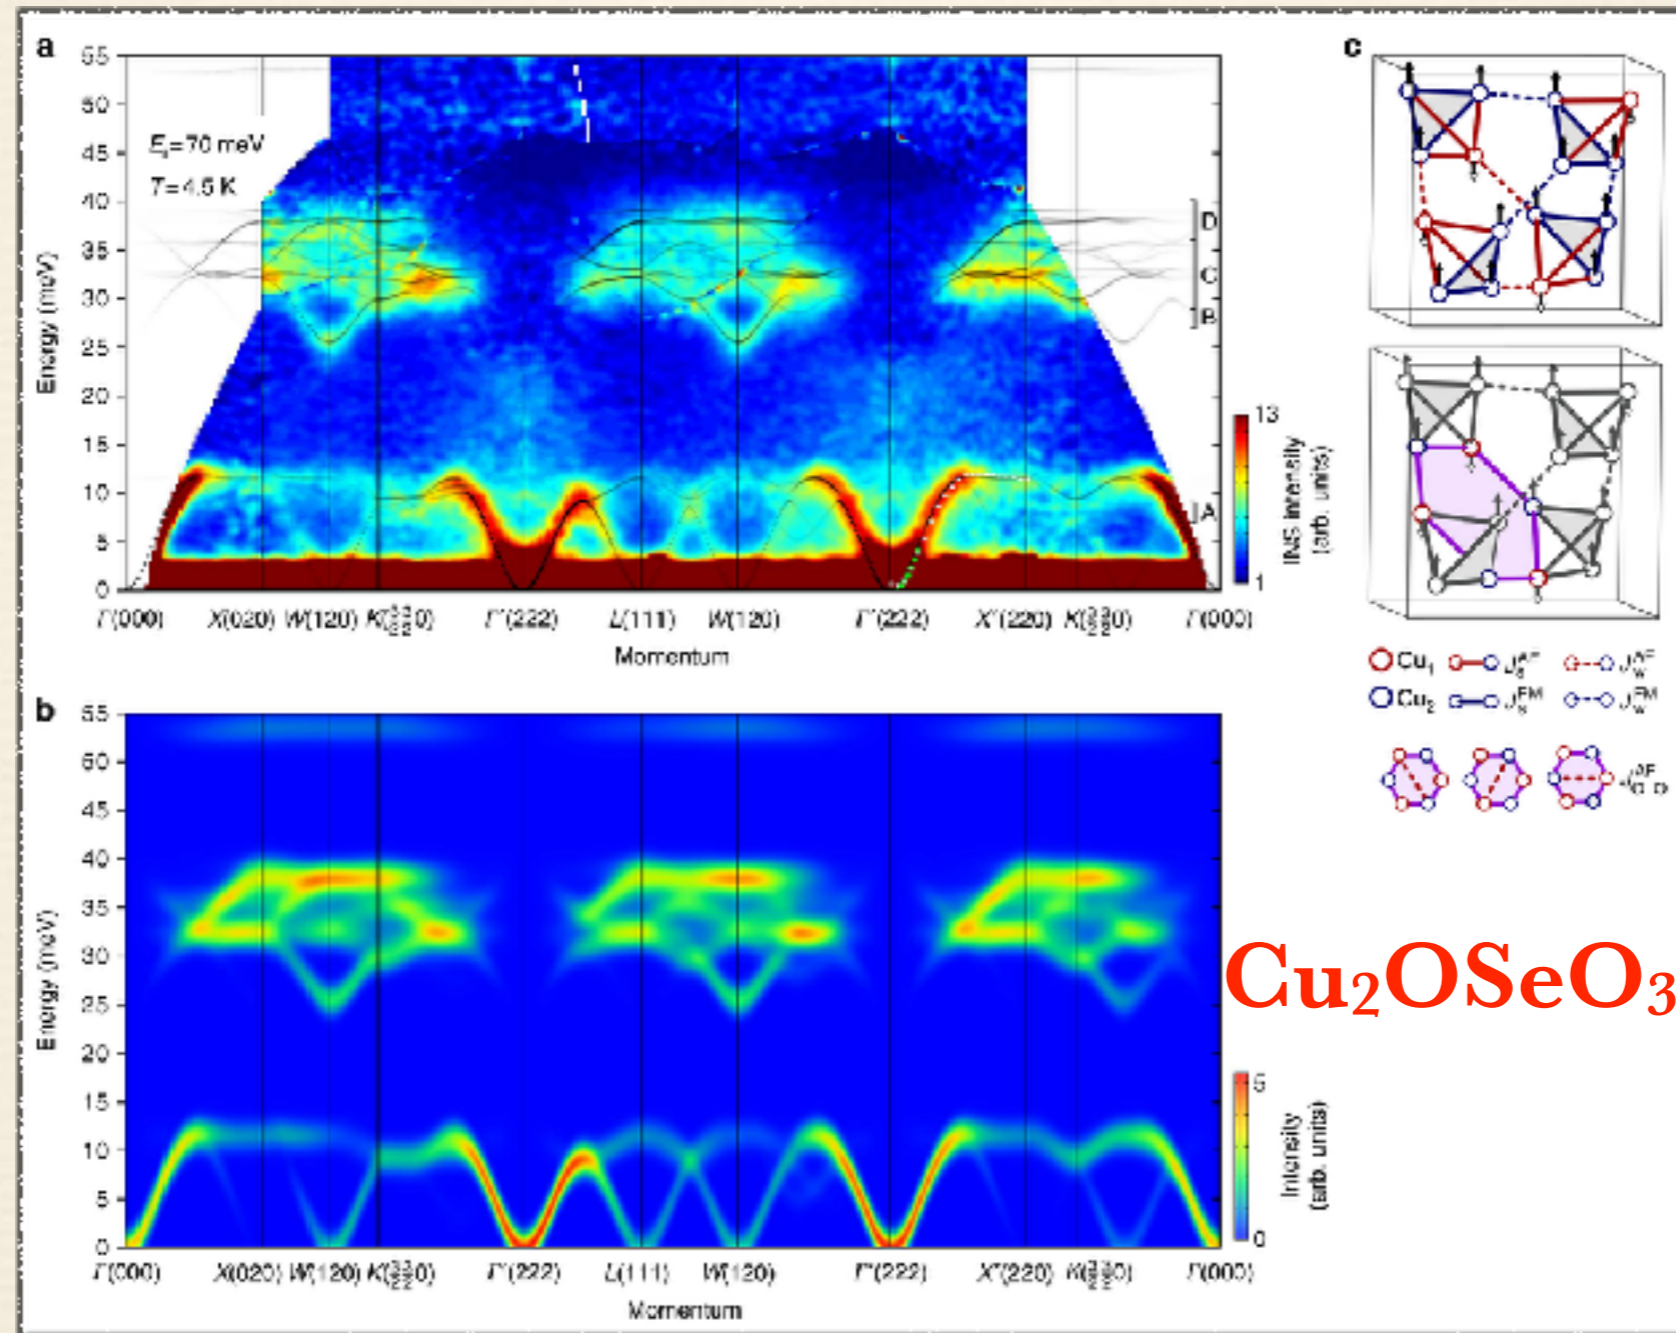 a
55
50
45
40
35
30
25
20
15
10
5
0
Energy (meV)
Eᵢ=70 meV
T=4.5 K
D
C
B
A
13
1
INS intensity
(arb. units)
Γ(000) X(020) W(120) Γ'(222) L(111) W(120) Γ'(222) X'(220) Γ(000)
Momentum
c
Cu₁
Cu₂
b
55
50
45
40
35
30
25
20
15
10
5
0
Energy (meV)
5
0
Intensity
(arb. units)
Γ(000) X(020) W(120) Γ'(222) L(111) W(120) Γ'(222) X'(220) Γ(000)
Momentum
Cu₂OSeO₃